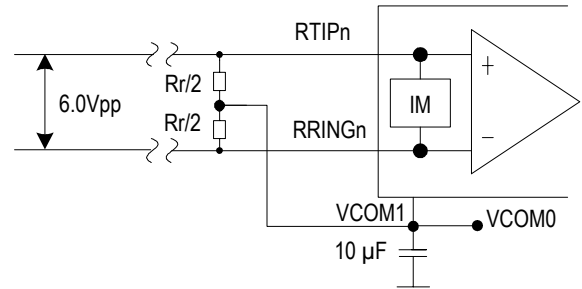 RTIPn
Rr/2
6.0Vpp
IM
Rr/2
RRINGn
+
−
VCOM1
VCOM0
10 µF